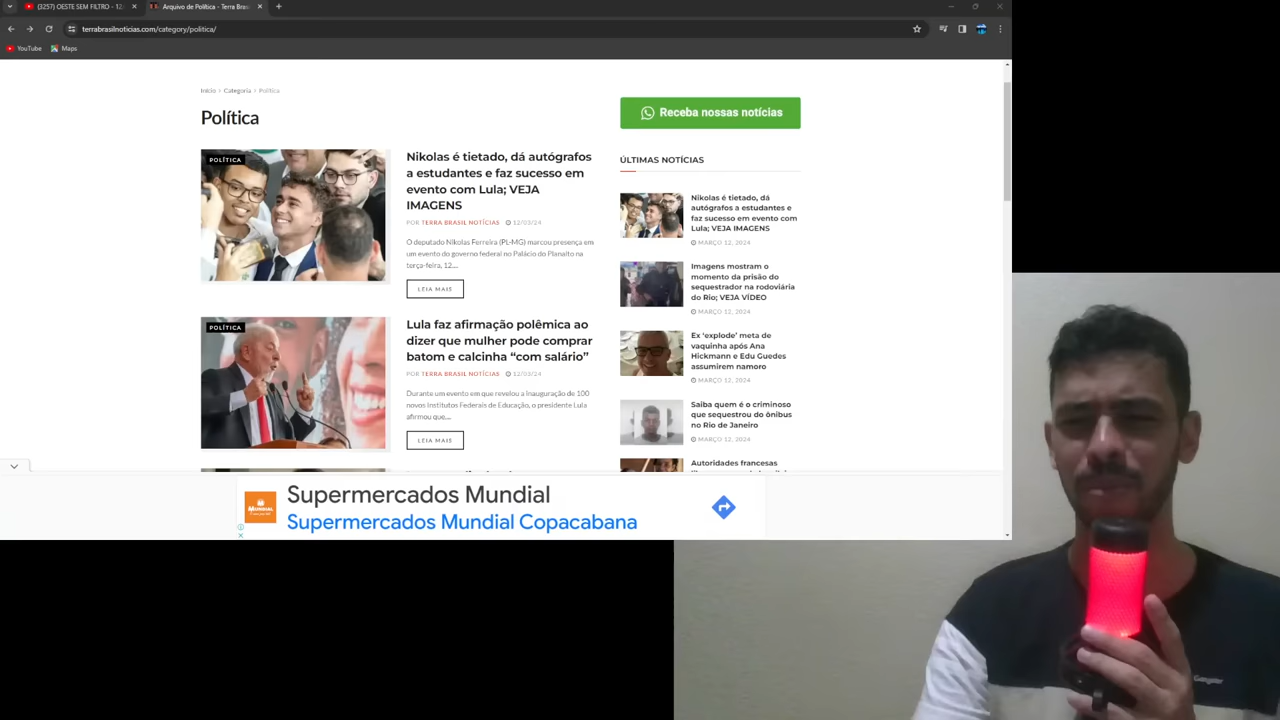 (3257) OESTE SEM FILTRO - 12
Arquivo de Política - Terra Bras
terrabrasilnoticias.com/category/politica/
YouTube
Maps
Início > Categoria > Política
Política
POLÍTICA
Nikolas é tietado, dá autógrafos
a estudantes e faz sucesso em
evento com Lula; VEJA
IMAGENS
POR TERRA BRASIL NOTÍCIAS 12/03/24
O deputado Nikolas Ferreira (PL-MG) marcou presença em
um evento do governo federal no Palácio do Planalto na
terça-feira, 12....
LEIA MAIS
POLÍTICA
Lula faz afirmação polêmica ao
dizer que mulher pode comprar
batom e calcinha “com salário”
POR TERRA BRASIL NOTÍCIAS 12/03/24
Durante um evento em que revelou a inauguração de 100
novos Institutos Federais de Educação, o presidente Lula
afirmou que,...
LEIA MAIS
Receba nossas notícias
ÚLTIMAS NOTÍCIAS
Nikolas é tietado, dá
autógrafos a estudantes e
faz sucesso em evento com
Lula; VEJA IMAGENS
MARÇO 12, 2024
Imagens mostram o
momento da prisão do
sequestrador na rodoviária
do Rio; VEJA VÍDEO
MARÇO 12, 2024
Ex ‘explode’ meta de
vaquinha após Ana
Hickmann e Edu Guedes
assumirem namoro
MARÇO 12, 2024
Saiba quem é o criminoso
que sequestrou do ônibus
no Rio de Janeiro
MARÇO 12, 2024
Autoridades francesas
MUNDIAL
Supermercados Mundial
Supermercados Mundial Copacabana